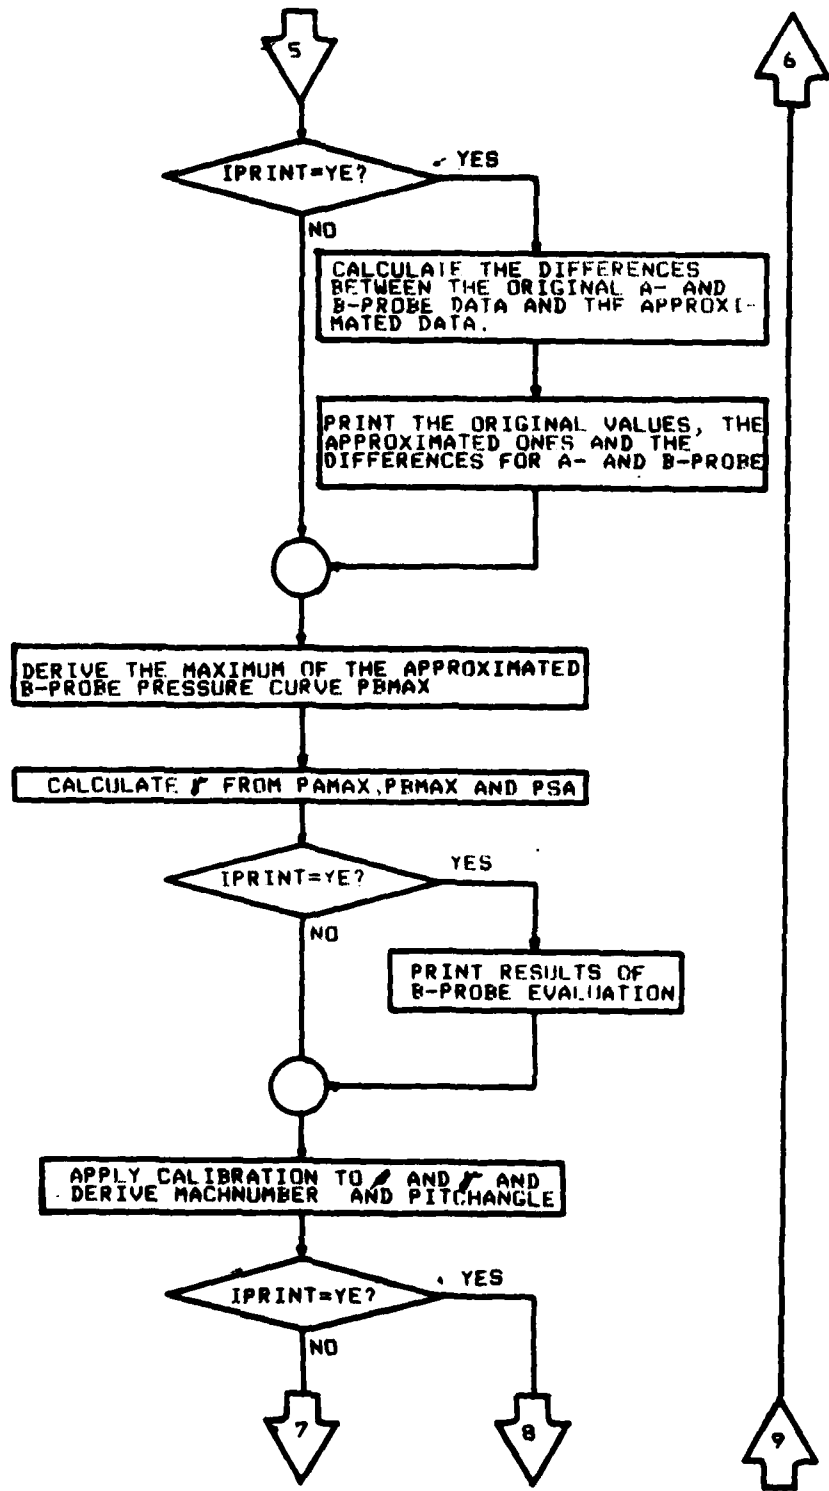 5
6
IPRINT=YE?
YES
NO
CALCULATE THE DIFFERENCES
BETWEEN THE ORIGINAL A- AND
B-PROBE DATA AND THE APPROXI-
MATED DATA.
PRINT THE ORIGINAL VALUES, THE
APPROXIMATED ONES AND THE
DIFFERENCES FOR A- AND B-PROBE
DERIVE THE MAXIMUM OF THE APPROXIMATED
B-PROBE PRESSURE CURVE PBMAX
CALCULATE FROM PAMAX,PBMAX AND PSA
IPRINT=YE?
YES
NO
PRINT RESULTS OF
B-PROBE EVALUATION
APPLY CALIBRATION TO AND AND
DERIVE MACHNUMBER AND PITCHANGLE
IPRINT=YE?
YES
NO
7
8
9